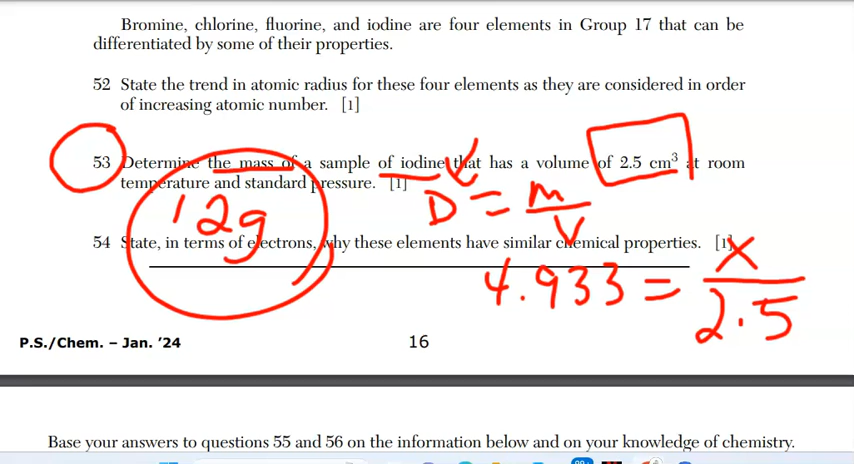 Bromine, chlorine, fluorine, and iodine are four elements in Group 17 that can be
differentiated by some of their properties.
52 State the trend in atomic radius for these four elements as they are considered in order
of increasing atomic number. [1]
53 Determine the mass of a sample of iodine that has a volume of 2.5 cm³ at room
temperature and standard pressure. [1]
D = m/V
12g
54 State, in terms of electrons, why these elements have similar chemical properties. [1]
4.933 = x/2.5
P.S./Chem. – Jan. '24 16
Base your answers to questions 55 and 56 on the information below and on your knowledge of chemistry.
99+